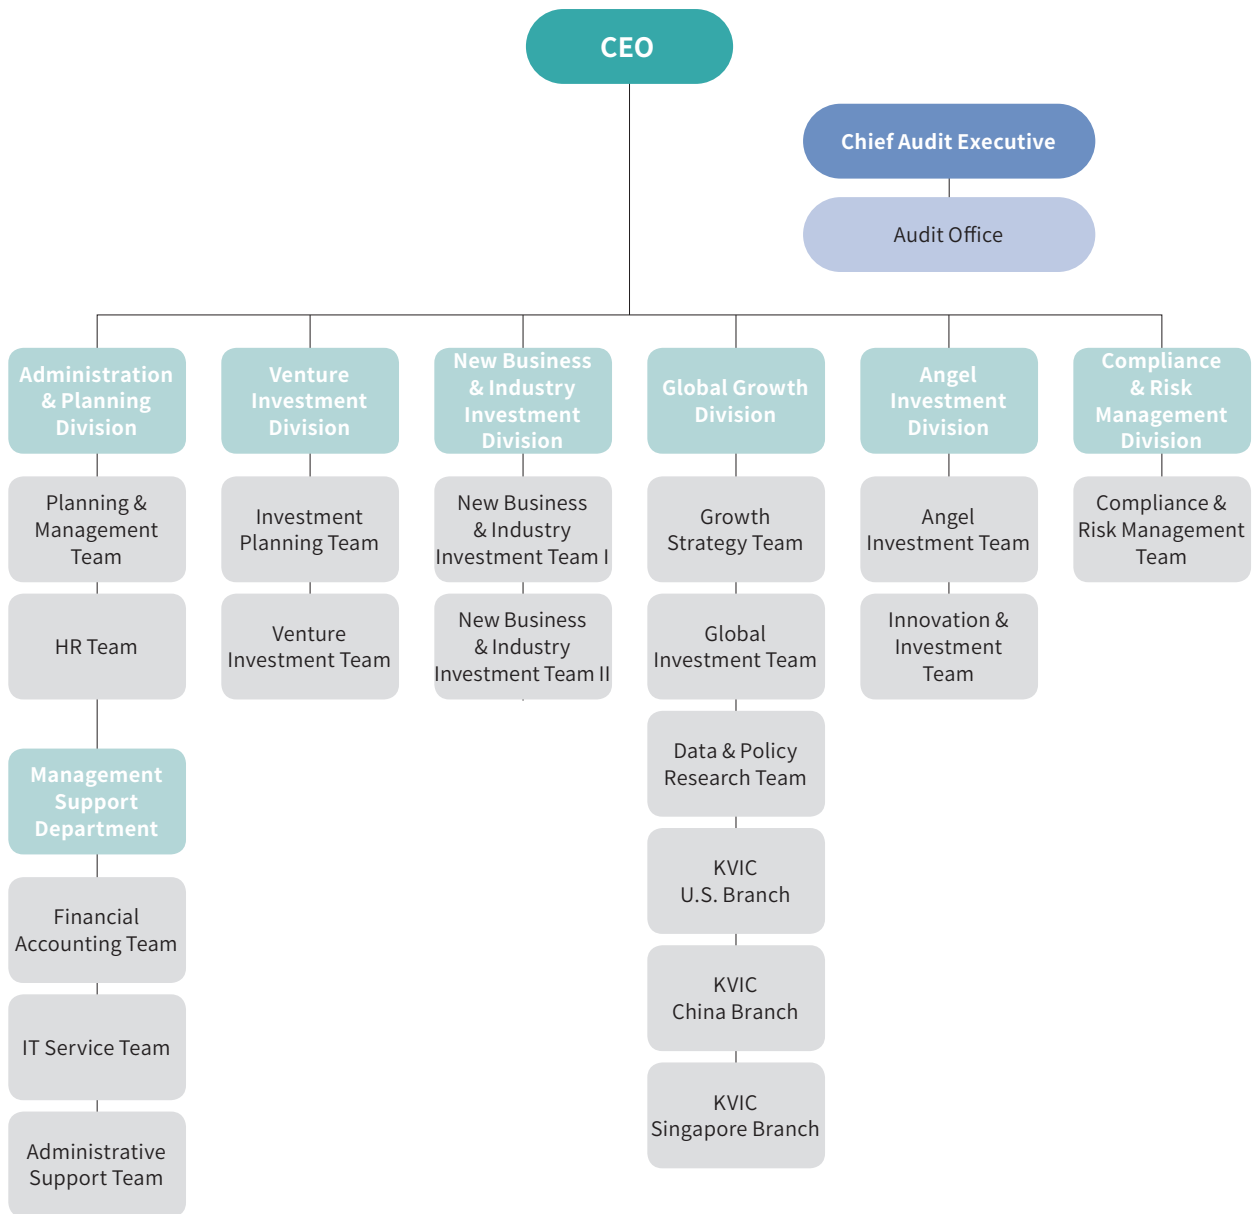 CEO
Chief Audit Executive
Audit Office
Administration
& Planning
Division
Venture
Investment
Division
New Business
& Industry
Investment
Division
Global Growth
Division
Angel
Investment
Division
Compliance
& Risk
Management
Division
Planning &
Management
Team
HR Team
Management
Support
Department
Financial
Accounting Team
IT Service Team
Administrative
Support Team
Investment
Planning Team
Venture
Investment Team
New Business
& Industry
Investment Team I
New Business
& Industry
Investment Team II
Growth
Strategy Team
Global
Investment Team
Data & Policy
Research Team
KVIC
U.S. Branch
KVIC
China Branch
KVIC
Singapore Branch
Angel
Investment Team
Innovation &
Investment
Team
Compliance &
Risk Management
Team